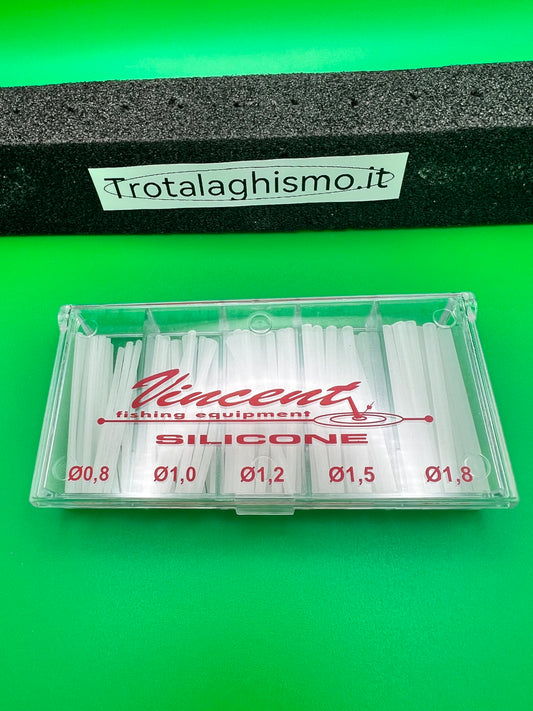 Trotalaghismo.it
Vincent
fishing equipment
SILICONE
Ø0,8 Ø1,0 Ø1,2 Ø1,5 Ø1,8